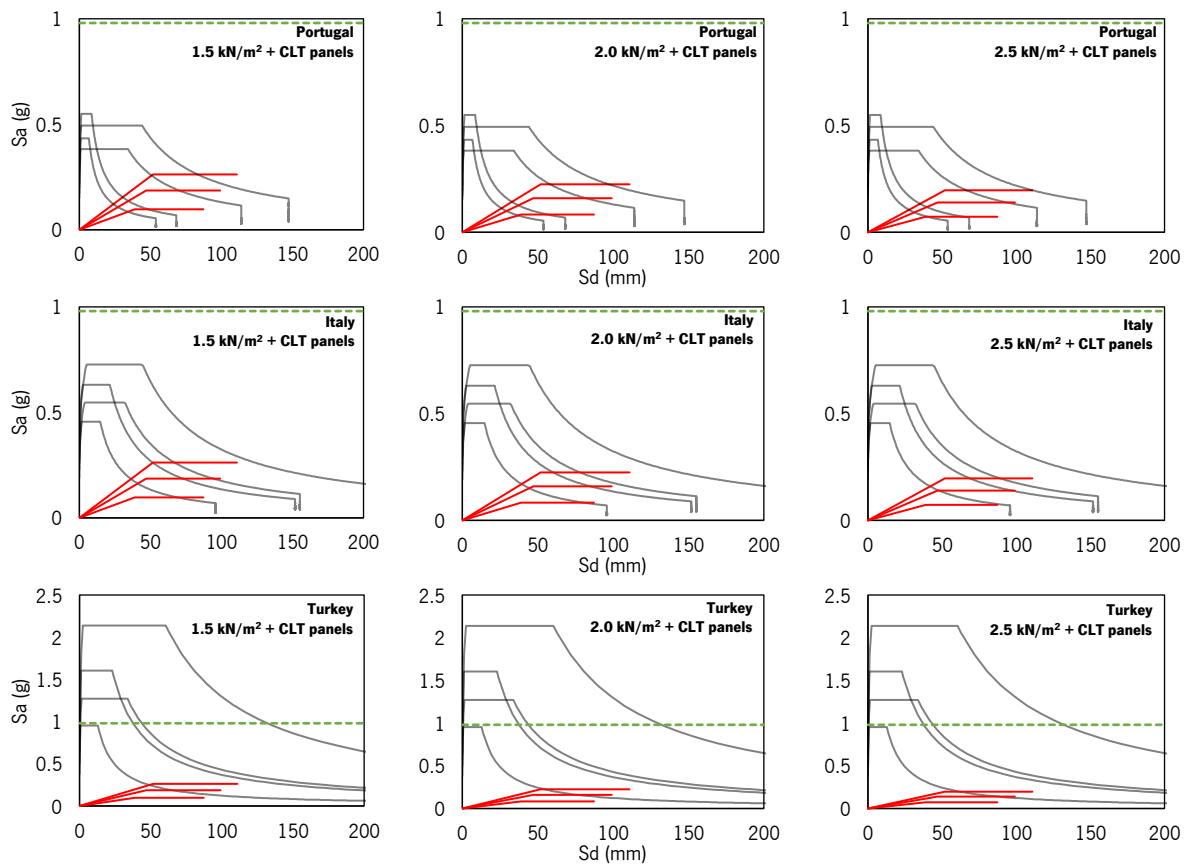 1
Portugal
1.5 kN/m² + CLT panels
Sa (g)
0.5
0
0 50 100 150 200
1
Portugal
2.0 kN/m² + CLT panels
0.5
0
0 50 100 150 200
Sd (mm)
1
Portugal
2.5 kN/m² + CLT panels
0.5
0
0 50 100 150 200
1
Italy
1.5 kN/m² + CLT panels
Sa (g)
0.5
0
0 50 100 150 200
1
Italy
2.0 kN/m² + CLT panels
0.5
0
0 50 100 150 200
Sd (mm)
1
Italy
2.5 kN/m² + CLT panels
0.5
0
0 50 100 150 200
2.5
Turkey
1.5 kN/m² + CLT panels
2
1.5
Sa (g)
1
0.5
0
0 50 100 150 200
2.5
Turkey
2.0 kN/m² + CLT panels
2
1.5
1
0.5
0
0 50 100 150 200
Sd (mm)
2.5
Turkey
2.5 kN/m² + CLT panels
2
1.5
1
0.5
0
0 50 100 150 200